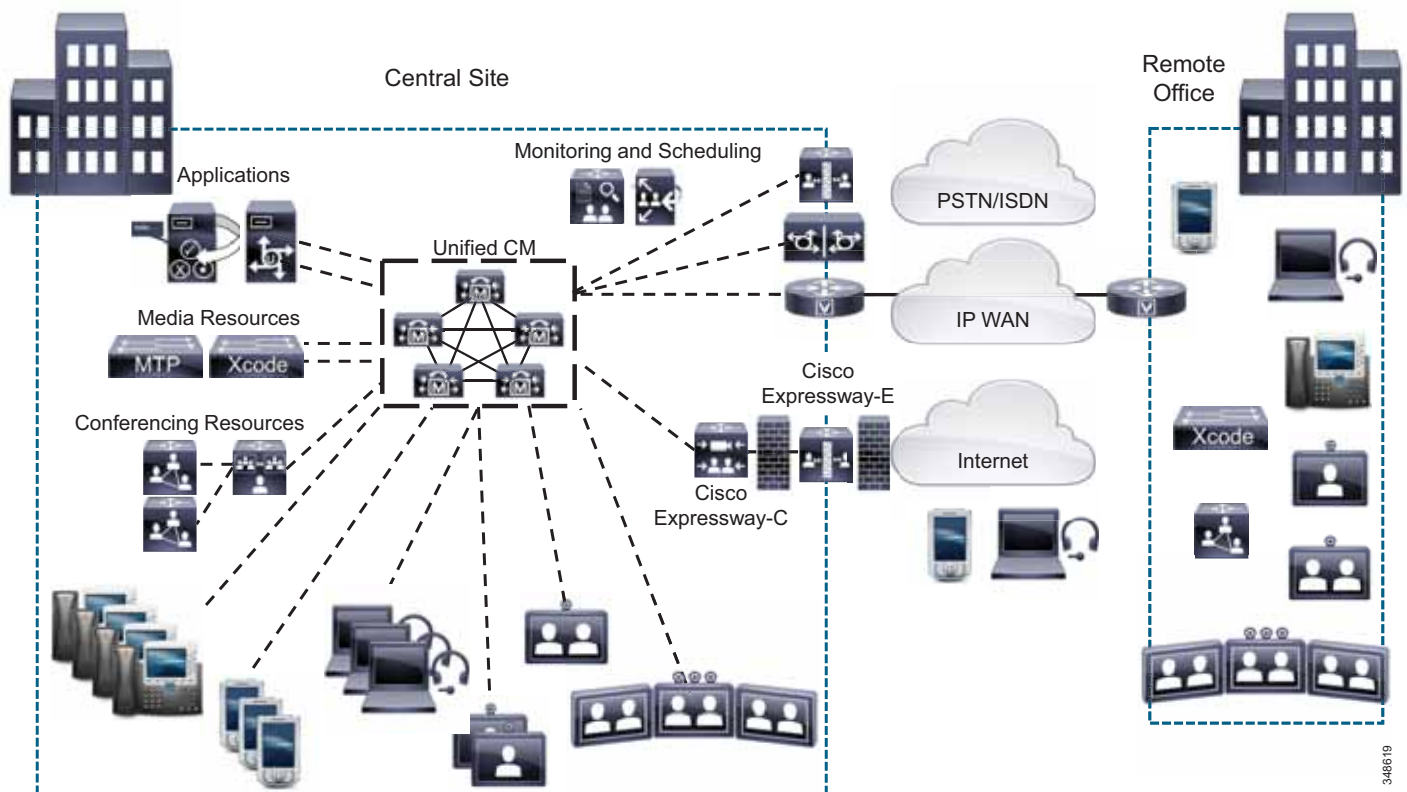 Central Site
Remote
Office
Monitoring and Scheduling
Applications
PSTN/ISDN
Unified CM
M
M
M
M
M
V
V
IP WAN
Media Resources
MTP
Xcode
Cisco
Expressway-E
Conferencing Resources
Internet
Xcode
Cisco
Expressway-C
348619